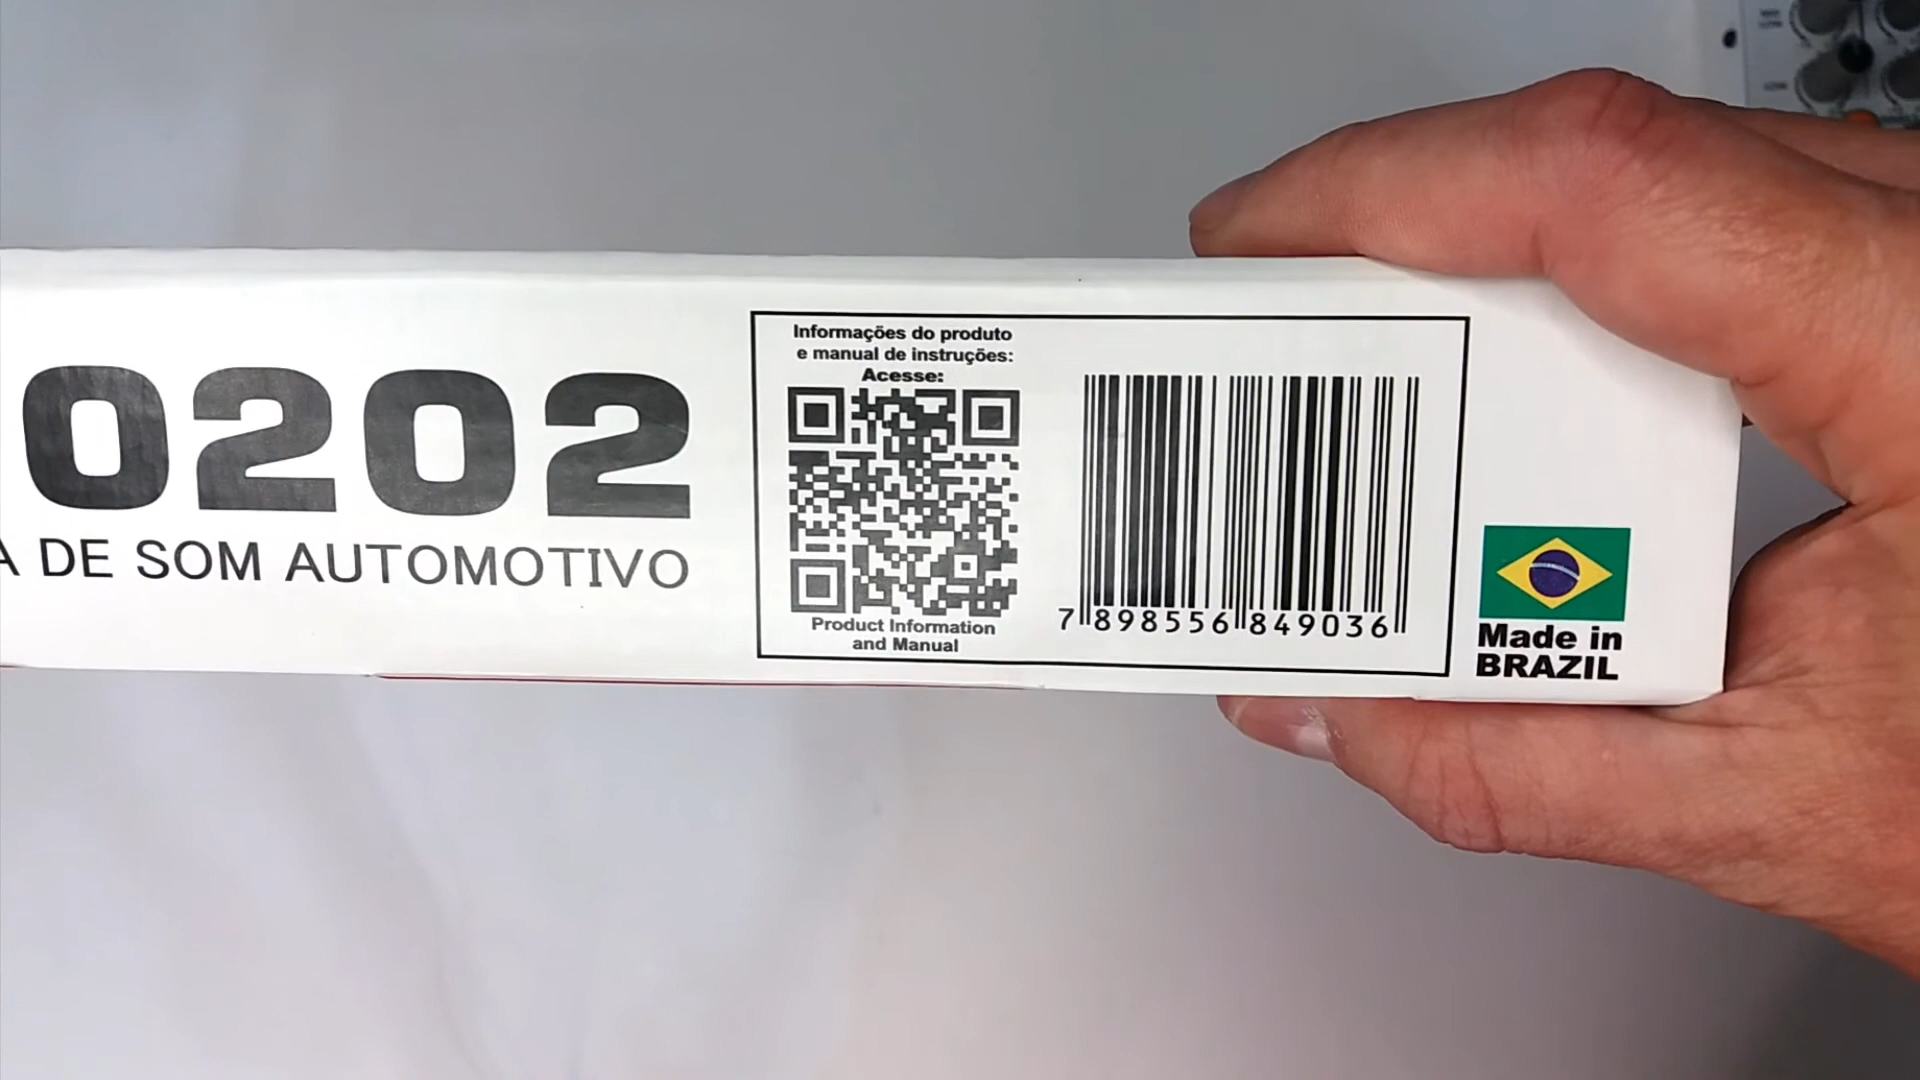 0202
A DE SOM AUTOMOTIVO
Informações do produto
e manual de instruções:
Acesse:
Product Information
and Manual
7 898556 849036
Made in
BRAZIL